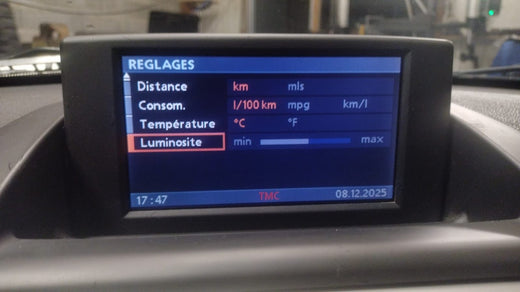 REGLAGES
Distance km mls
Consom. l/100 km mpg km/l
Température °C °F
Luminosite min max
17:47 TMC 08.12.2025